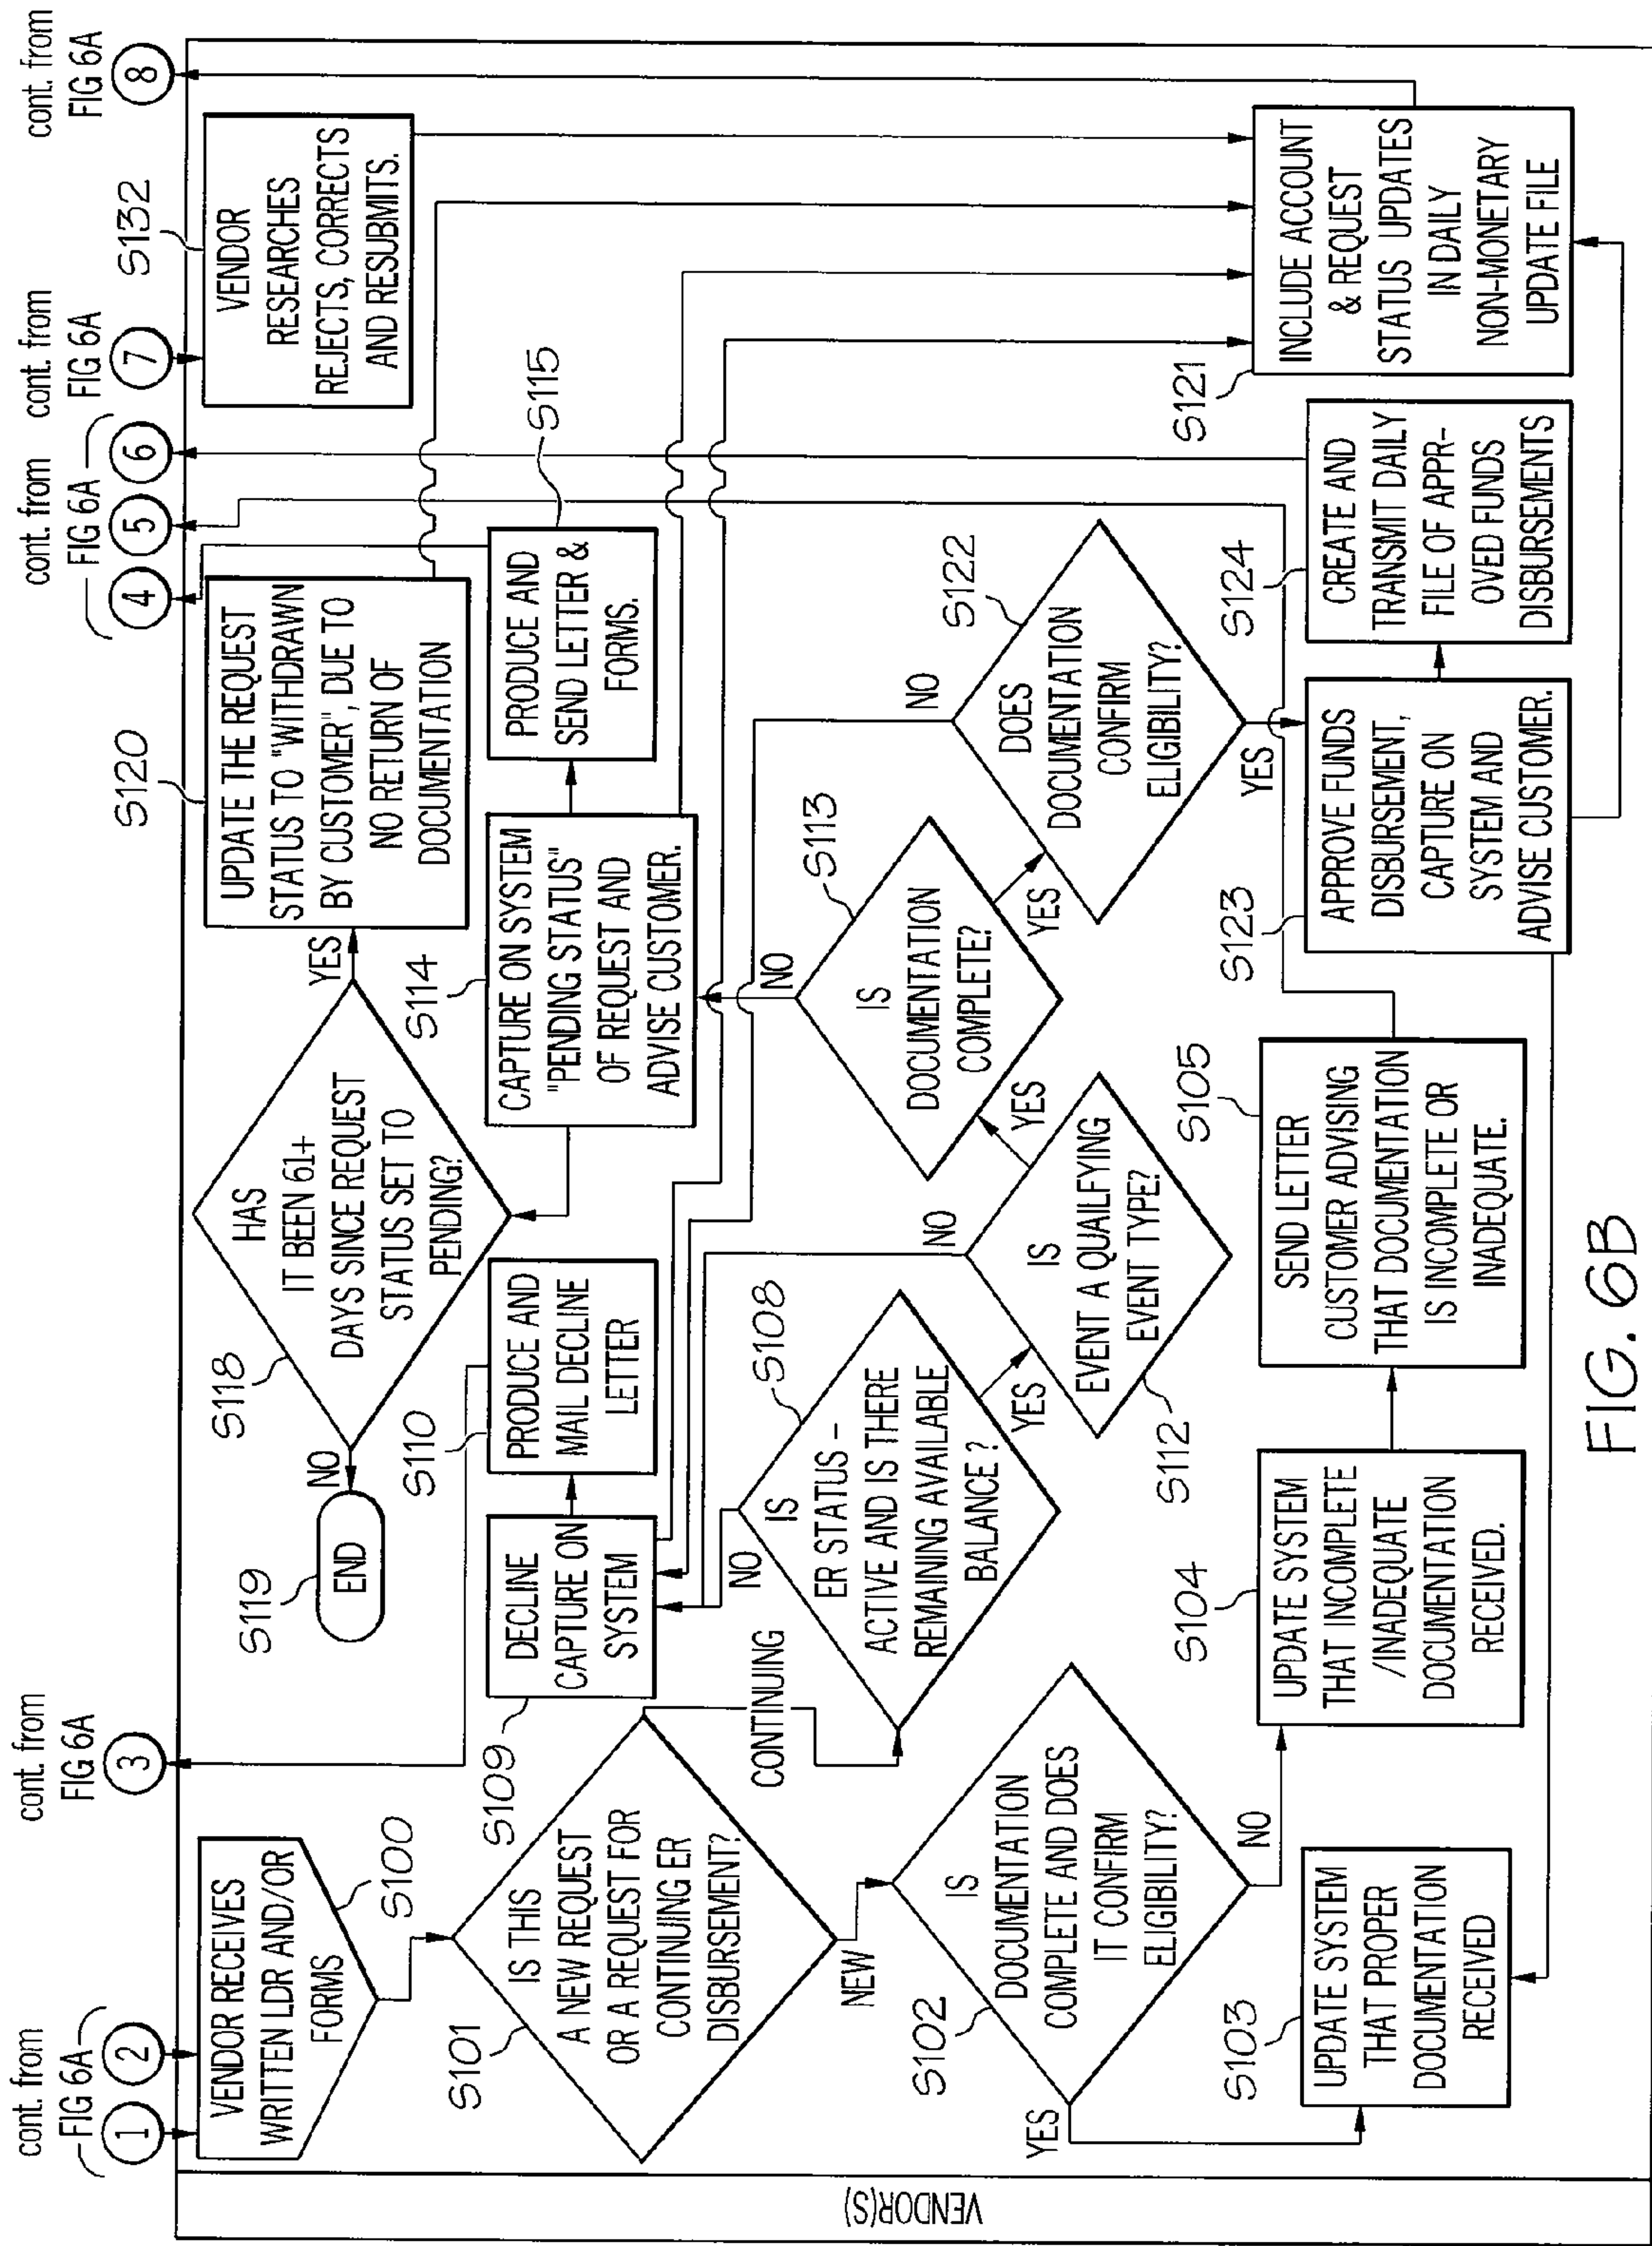 cont. from
FIG 6A
1
2
cont. from
FIG 6A
3
cont. from
FIG 6A
4
5
6
cont. from
FIG 6A
7
cont. from
FIG 6A
8
VENDOR(S)
VENDOR RECEIVES
WRITTEN LDR AND/OR
FORMS
S100
S119
END
NO
S118
HAS
IT BEEN 61+
DAYS SINCE REQUEST
STATUS SET TO
PENDING?
YES
S120
UPDATE THE REQUEST
STATUS TO "WITHDRAWN
BY CUSTOMER", DUE TO
NO RETURN OF
DOCUMENTATION
S132
VENDOR
RESEARCHES
REJECTS, CORRECTS
AND RESUBMITS.
S101
IS THIS
A NEW REQUEST
OR A REQUEST FOR
CONTINUING ER
DISBURSEMENT?
NEW
CONTINUING
S109
DECLINE
CAPTURE ON
SYSTEM
S110
PRODUCE AND
MAIL DECLINE
LETTER
S114
CAPTURE ON SYSTEM
"PENDING STATUS"
OF REQUEST AND
ADVISE CUSTOMER.
PRODUCE AND
SEND LETTER &
FORMS.
S115
NO
IS
ER STATUS –
ACTIVE AND IS THERE
REMAINING AVAILABLE
BALANCE ?
S108
YES
NO
IS
EVENT A QUAILFYING
EVENT TYPE?
S112
YES
NO
IS
DOCUMENTATION
COMPLETE?
S113
YES
NO
DOES
DOCUMENTATION
CONFIRM
ELIGIBILITY?
S122
YES
S102
IS
DOCUMENTATION
COMPLETE AND DOES
IT CONFIRM
ELIGIBILITY?
YES
NO
S103
UPDATE SYSTEM
THAT PROPER
DOCUMENTATION
RECEIVED
S104
UPDATE SYSTEM
THAT INCOMPLETE
/INADEQUATE
DOCUMENTATION
RECEIVED.
S105
SEND LETTER
CUSTOMER ADVISING
THAT DOCUMENTATION
IS INCOMPLETE OR
INADEQUATE.
S123
APPROVE FUNDS
DISBURSEMENT,
CAPTURE ON
SYSTEM AND
ADVISE CUSTOMER.
S124
CREATE AND
TRANSMIT DAILY
FILE OF APPR-
OVED FUNDS
DISBURSEMENTS
S121
INCLUDE ACCOUNT
& REQUEST
STATUS UPDATES
IN DAILY
NON-MONETARY
UPDATE FILE
FIG. 6B